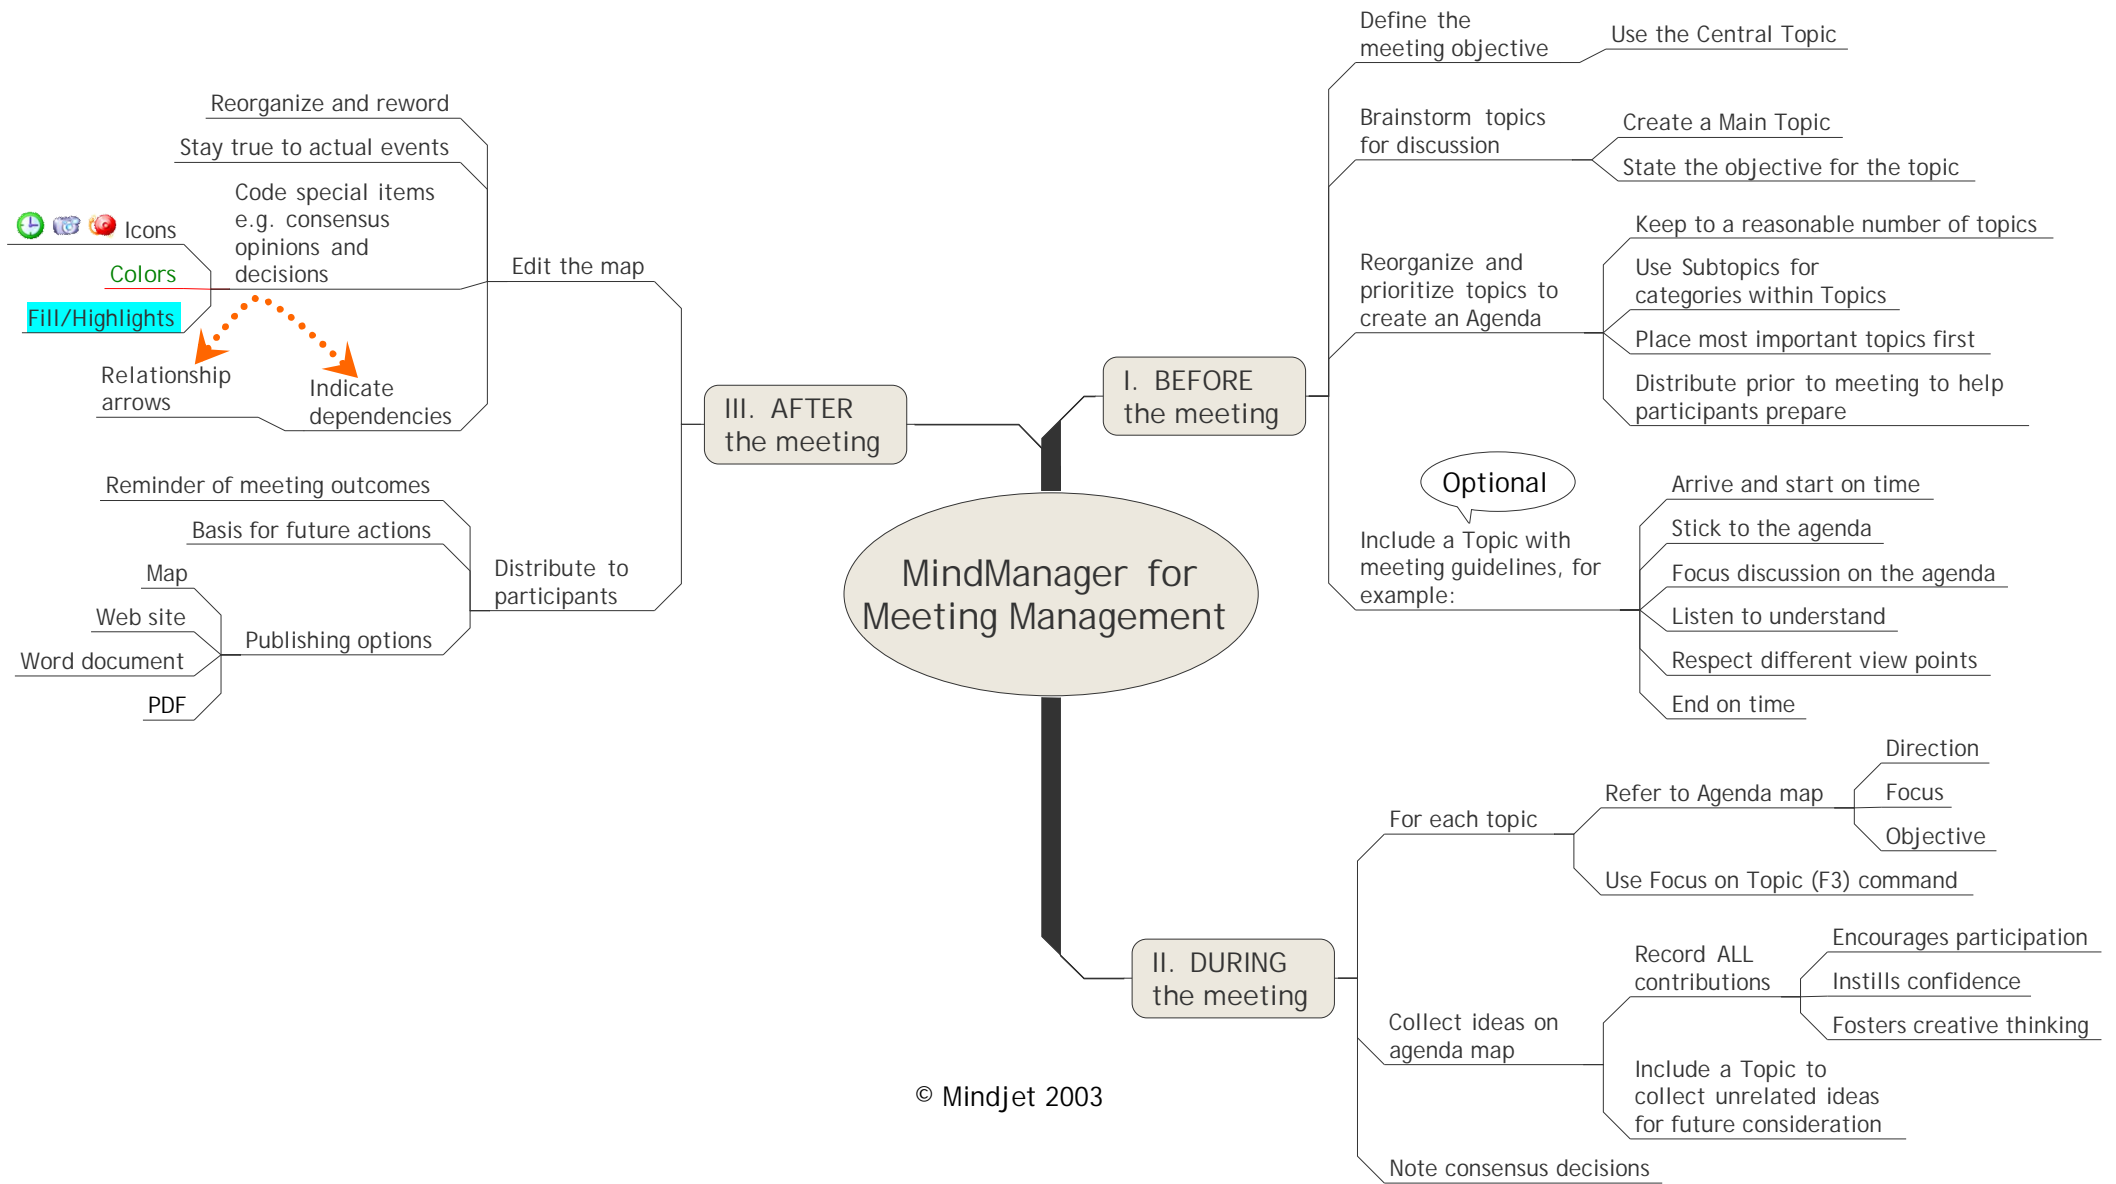 MindManager for
Meeting Management
I. BEFORE
the meeting
Define the
meeting objective
Use the Central Topic
Brainstorm topics
for discussion
Create a Main Topic
State the objective for the topic
Reorganize and
prioritize topics to
create an Agenda
Keep to a reasonable number of topics
Use Subtopics for
categories within Topics
Place most important topics first
Distribute prior to meeting to help
participants prepare
Optional
Include a Topic with
meeting guidelines, for
example:
Arrive and start on time
Stick to the agenda
Focus discussion on the agenda
Listen to understand
Respect different view points
End on time
II. DURING
the meeting
For each topic
Refer to Agenda map
Direction
Focus
Objective
Use Focus on Topic (F3) command
Collect ideas on
agenda map
Record ALL
contributions
Encourages participation
Instills confidence
Fosters creative thinking
Include a Topic to
collect unrelated ideas
for future consideration
Note consensus decisions
III. AFTER
the meeting
Edit the map
Reorganize and reword
Stay true to actual events
Code special items
e.g. consensus
opinions and
decisions
Icons
Colors
Fill/Highlights
Indicate
dependencies
Relationship
arrows
Distribute to
participants
Reminder of meeting outcomes
Basis for future actions
Publishing options
Map
Web site
Word document
PDF
© Mindjet 2003